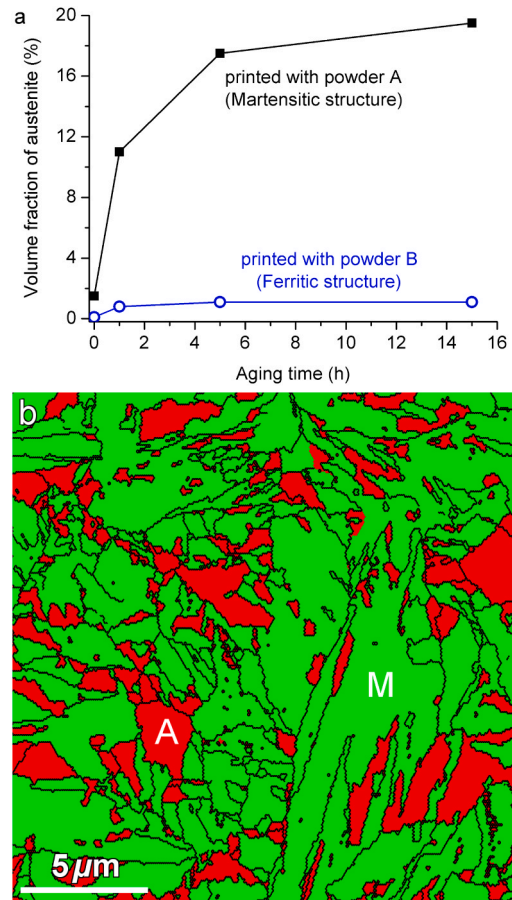 a
20
16
12
8
4
0
Volume fraction of austenite (%)
printed with powder A
(Martensitic structure)
printed with powder B
(Ferritic structure)
0 2 4 6 8 10 12 14 16
Aging time (h)
b
M
A
5 µm